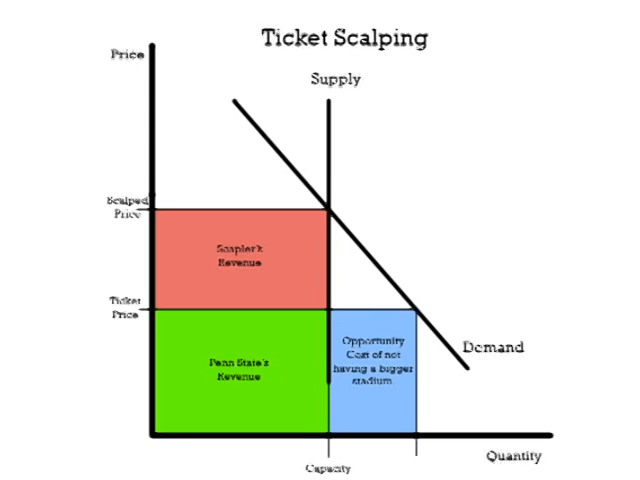 Ticket Scalping
Price
Supply
Scalped
Price
Scapler's
Revenue
Ticket
Price
Opportunity
Cost of not
having a bigger
stadium
Penn State's
Revenue
Demand
Quantity
Capacity